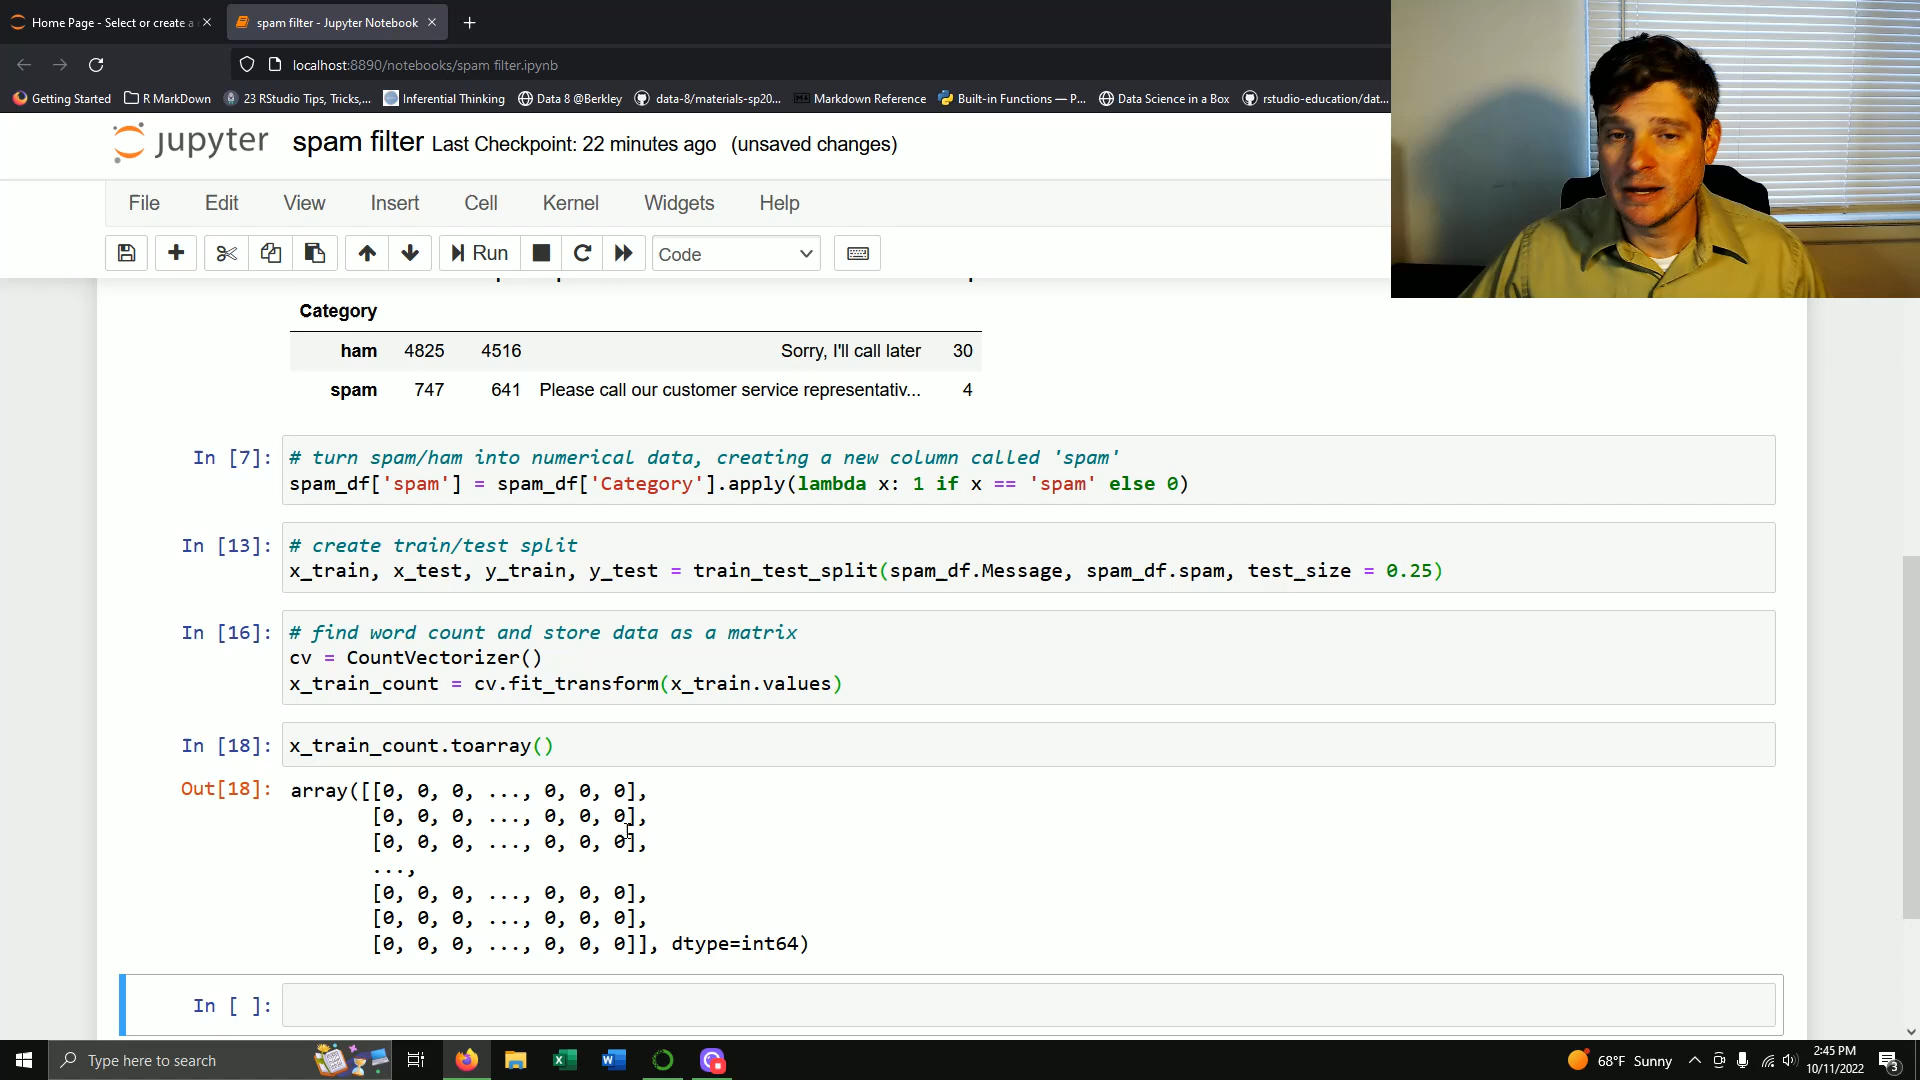 Home Page - Select or create a
spam filter - Jupyter Notebook
localhost:8890/notebooks/spam filter.ipynb
Getting Started
R MarkDown
23 RStudio Tips, Tricks,...
Inferential Thinking
Data 8 @Berkley
data-8/materials-sp20...
Markdown Reference
Built-in Functions — P...
Data Science in a Box
rstudio-education/dat...
jupyter spam filter Last Checkpoint: 22 minutes ago (unsaved changes)
File Edit View Insert Cell Kernel Widgets Help
Run Code
Category
ham 4825 4516 Sorry, I'll call later 30
spam 747 641 Please call our customer service representativ... 4
In [7]: # turn spam/ham into numerical data, creating a new column called 'spam'
spam_df['spam'] = spam_df['Category'].apply(lambda x: 1 if x == 'spam' else 0)
In [13]: # create train/test split
x_train, x_test, y_train, y_test = train_test_split(spam_df.Message, spam_df.spam, test_size = 0.25)
In [16]: # find word count and store data as a matrix
cv = CountVectorizer()
x_train_count = cv.fit_transform(x_train.values)
In [18]: x_train_count.toarray()
Out[18]: array([[0, 0, 0, ..., 0, 0, 0],
[0, 0, 0, ..., 0, 0, 0],
[0, 0, 0, ..., 0, 0, 0],
...,
[0, 0, 0, ..., 0, 0, 0],
[0, 0, 0, ..., 0, 0, 0],
[0, 0, 0, ..., 0, 0, 0]], dtype=int64)
In [ ]:
Type here to search
68°F Sunny
2:45 PM
10/11/2022
3